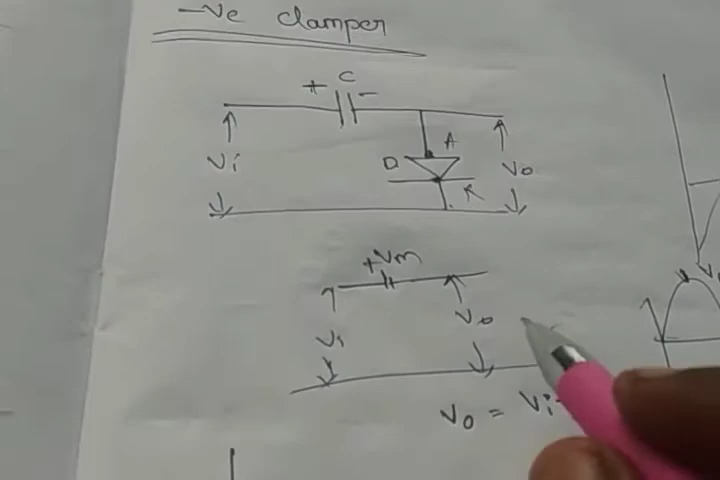 -Ve clamper
+ C -
Vi D A Vo
K
+Vm
Vi Vo
Vo = Vi-